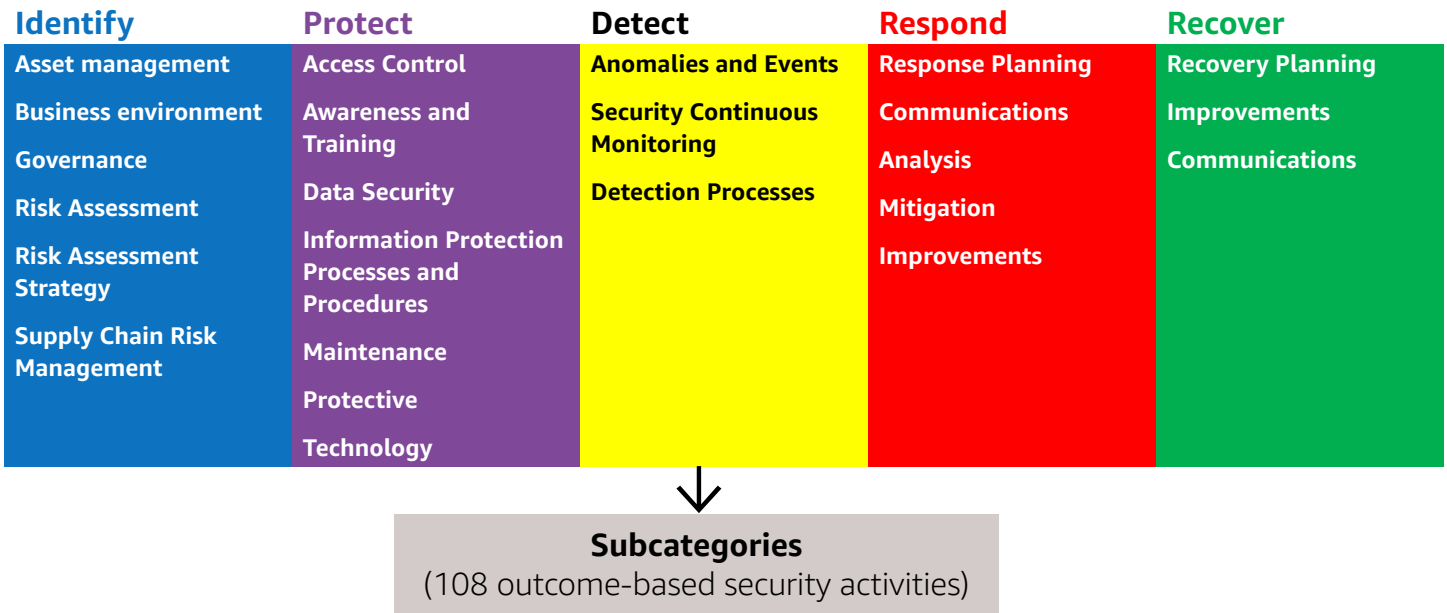 Identify
Asset management
Business environment
Governance
Risk Assessment
Risk Assessment
Strategy
Supply Chain Risk
Management
Protect
Access Control
Awareness and
Training
Data Security
Information Protection
Processes and
Procedures
Maintenance
Protective
Technology
Detect
Anomalies and Events
Security Continuous
Monitoring
Detection Processes
Respond
Response Planning
Communications
Analysis
Mitigation
Improvements
Recover
Recovery Planning
Improvements
Communications
Subcategories
(108 outcome-based security activities)